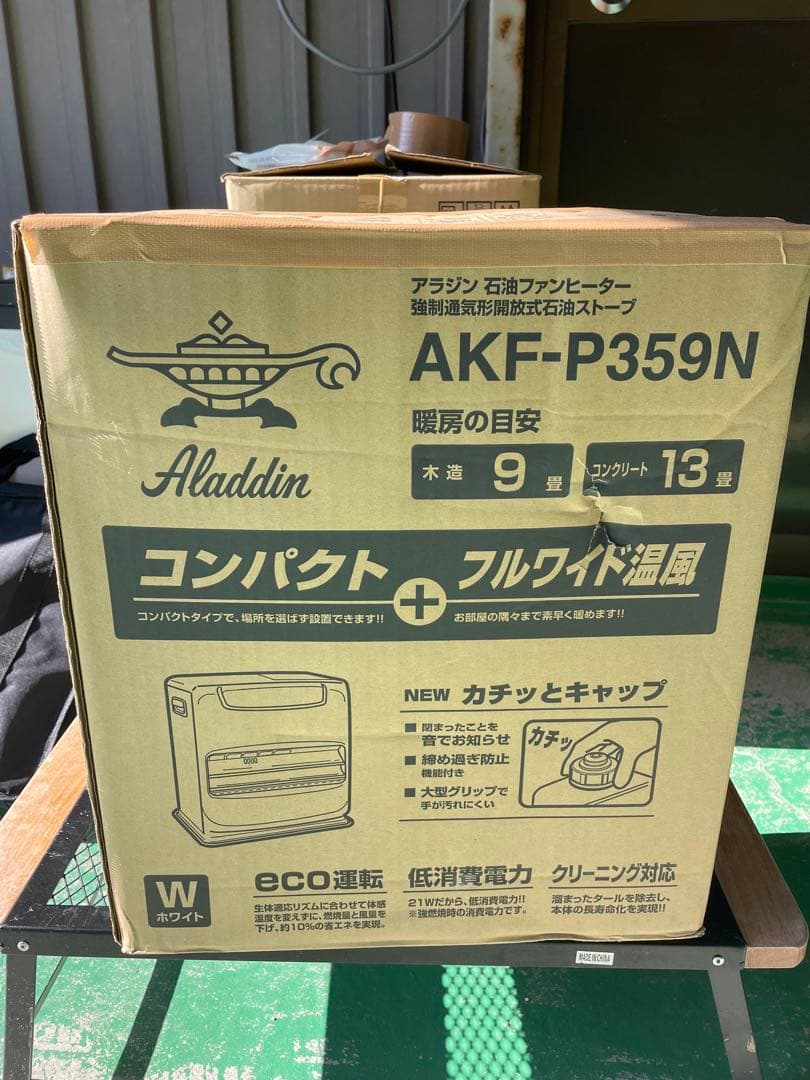 アラジン 石油ファンヒーター
強制通気形開放式石油ストーブ
AKF-P359N
Aladdin
暖房の目安
木造 9畳
コンクリート 13畳
コンパクト
コンパクトタイプで、場所を選ばず設置できます!!
+
フルワイド温風
お部屋の隅々まで素早く暖めます!!
NEW カチッとキャップ
■ 閉まったことを
音でお知らせ
■ 締め過ぎ防止
機能付き
■ 大型グリップで
手が汚れにくい
カチッ
W
ホワイト
eco運転
生体適応リズムに合わせて体感
温度を変えずに、燃焼量と風量を
下げ、約10%の省エネを実現。
低消費電力
21Wだから、低消費電力!!
※強燃焼時の消費電力です。
クリーニング対応
溜まったタールを除去し、
本体の長寿命化を実現!!
MADE IN CHINA